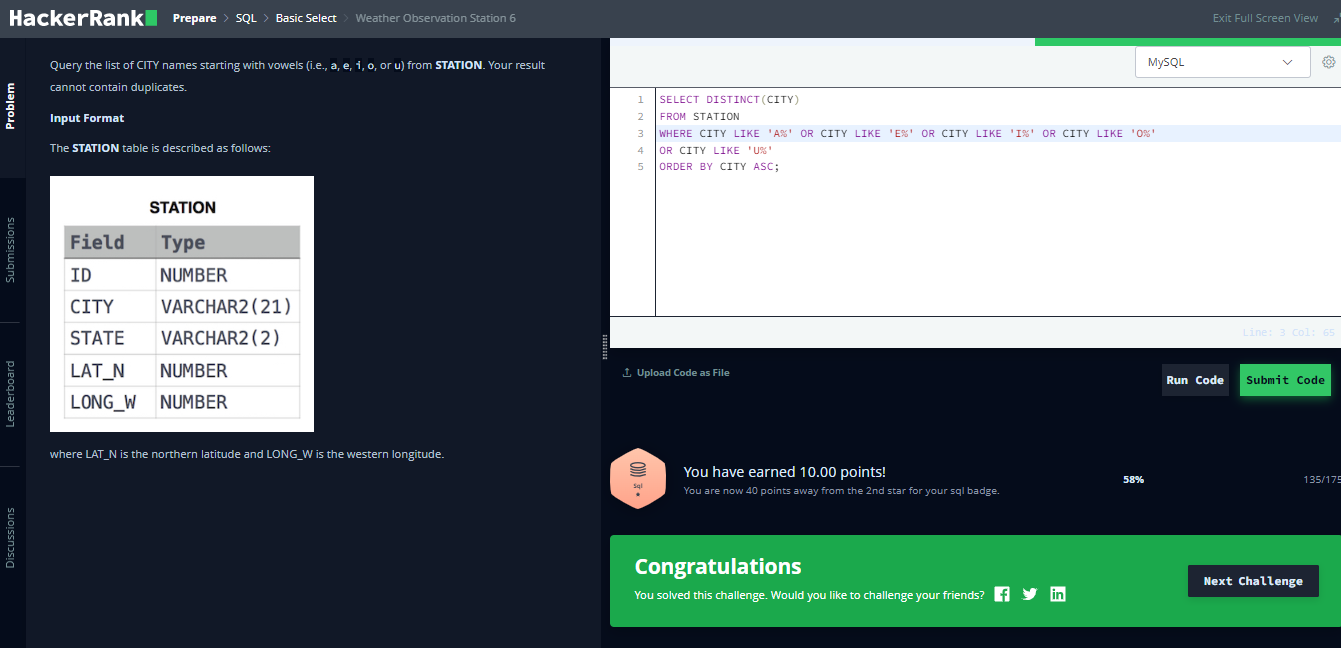 HackerRank
Prepare > SQL > Basic Select > Weather Observation Station 6
Exit Full Screen View
Problem
Submissions
Leaderboard
Discussions
Query the list of CITY names starting with vowels (i.e., a, e, i, o, or u) from STATION. Your result
cannot contain duplicates.
Input Format
The STATION table is described as follows:
STATION
Field Type
ID NUMBER
CITY VARCHAR2(21)
STATE VARCHAR2(2)
LAT_N NUMBER
LONG_W NUMBER
where LAT_N is the northern latitude and LONG_W is the western longitude.
MySQL
1 SELECT DISTINCT(CITY)
2 FROM STATION
3 WHERE CITY LIKE 'A%' OR CITY LIKE 'E%' OR CITY LIKE 'I%' OR CITY LIKE 'O%'
4 OR CITY LIKE 'U%'
5 ORDER BY CITY ASC;
Line: 3 Col: 65
Upload Code as File
Run Code
Submit Code
Sql
You have earned 10.00 points!
You are now 40 points away from the 2nd star for your sql badge.
58%
135/175
Congratulations
You solved this challenge. Would you like to challenge your friends?
Next Challenge